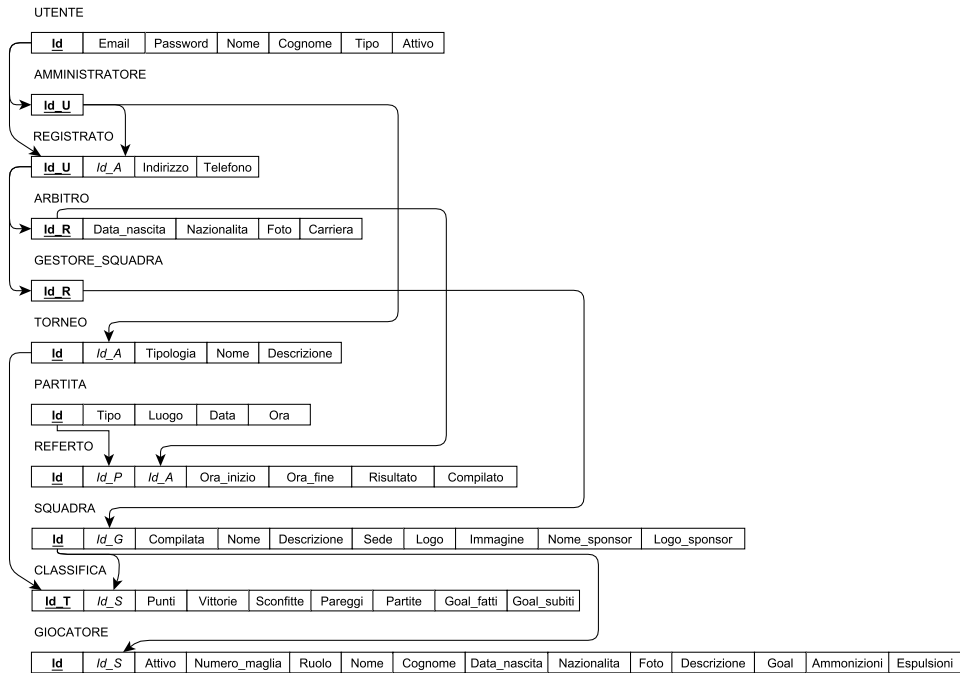 UTENTE
Id Email Password Nome Cognome Tipo Attivo
AMMINISTRATORE
Id_U
REGISTRATO
Id_U Id_A Indirizzo Telefono
ARBITRO
Id_R Data_nascita Nazionalita Foto Carriera
GESTORE_SQUADRA
Id_R
TORNEO
Id Id_A Tipologia Nome Descrizione
PARTITA
Id Tipo Luogo Data Ora
REFERTO
Id Id_P Id_A Ora_inizio Ora_fine Risultato Compilato
SQUADRA
Id Id_G Compilata Nome Descrizione Sede Logo Immagine Nome_sponsor Logo_sponsor
CLASSIFICA
Id_T Id_S Punti Vittorie Sconfitte Pareggi Partite Goal_fatti Goal_subiti
GIOCATORE
Id Id_S Attivo Numero_maglia Ruolo Nome Cognome Data_nascita Nazionalita Foto Descrizione Goal Ammonizioni Espulsioni